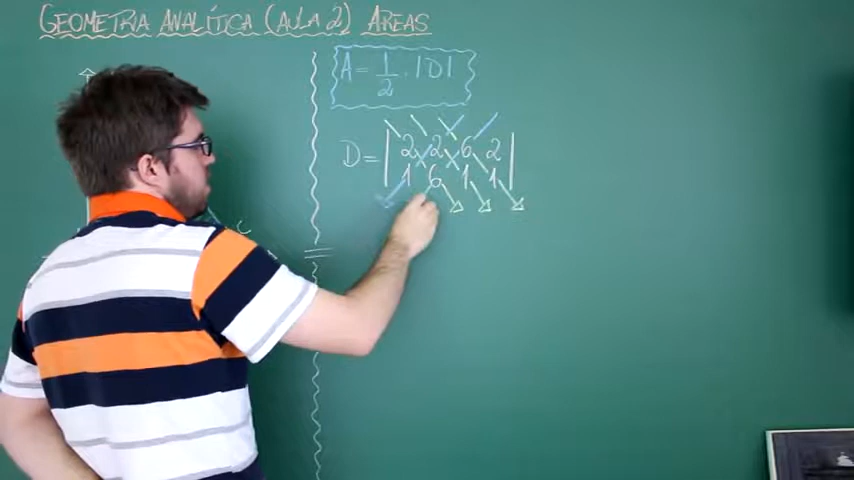 GEOMETRIA ANALÍTICA (AULA 2) ÁREAS
A = 1/2 . |D|
D = |2 2 6 2|
|1 6 1 1|
C